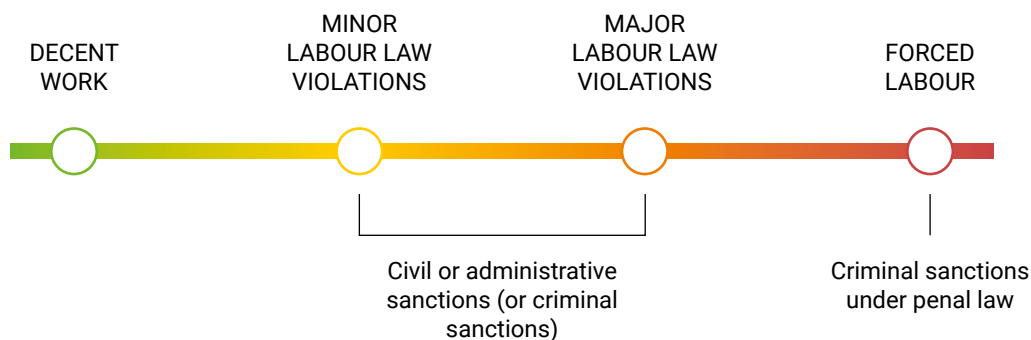 DECENT
WORK
MINOR
LABOUR LAW
VIOLATIONS
MAJOR
LABOUR LAW
VIOLATIONS
FORCED
LABOUR
Civil or administrative
sanctions (or criminal
sanctions)
Criminal sanctions
under penal law